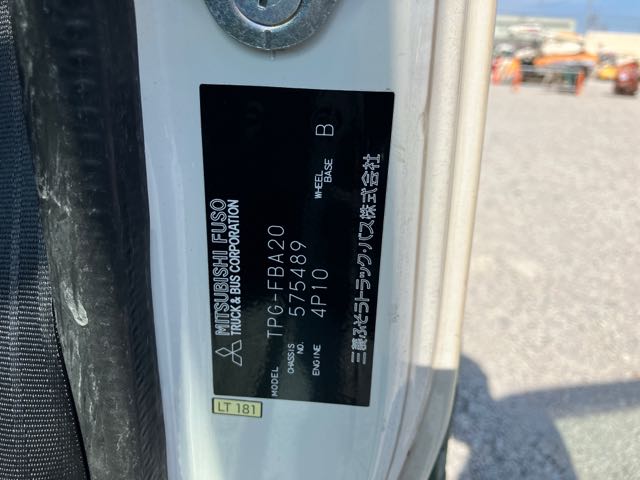 MITSUBISHI FUSO
TRUCK & BUS CORPORATION
MODEL TPG-FBA20
CHASSIS NO. 575489
ENGINE 4P10 WHEEL BASE B
三菱ふそうトラック・バス株式会社
LT 181